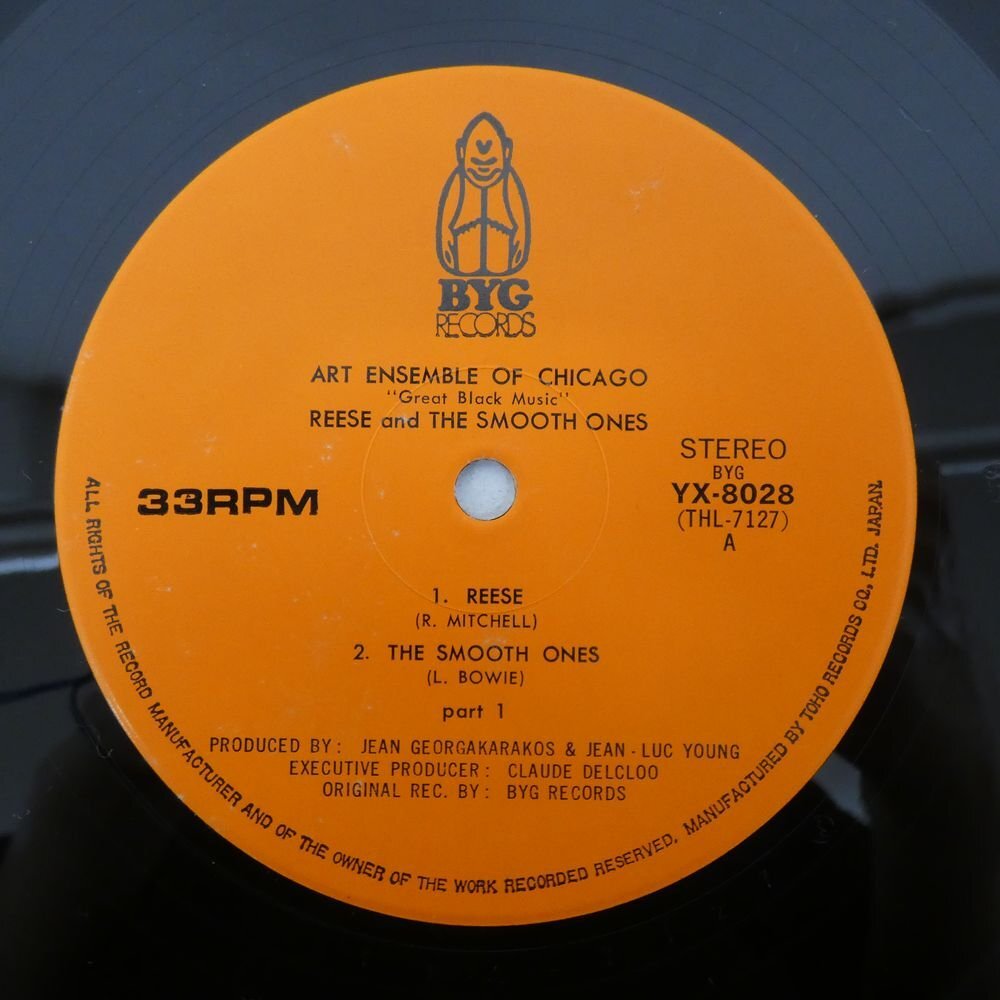 BYG
RECORDS
ART ENSEMBLE OF CHICAGO
"Great Black Music"
REESE and THE SMOOTH ONES
STEREO
BYG
33RPM
YX-8028
(THL-7127)
A
1. REESE
(R. MITCHELL)
2. THE SMOOTH ONES
(L. BOWIE)
part 1
PRODUCED BY: JEAN GEORGAKARAKOS & JEAN-LUC YOUNG
EXECUTIVE PRODUCER: CLAUDE DELCLOO
ORIGINAL REC. BY: BYG RECORDS
ALL RIGHTS OF THE RECORD MANUFACTURER AND OF THE OWNER OF THE WORK RECORDED RESERVED. MANUFACTURED BY TOHO RECORDS CO., LTD. JAPAN